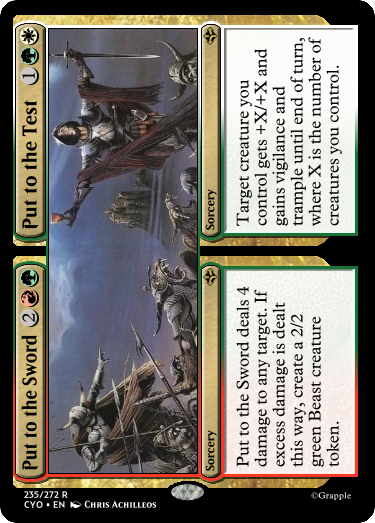 Put to the Sword 2
Sorcery
Put to the Sword deals 4
damage to any target. If
excess damage is dealt
this way, create a 2/2
green Beast creature
token.
Put to the Test 1
Sorcery
Target creature you
control gets +X/+X and
gains vigilance and
trample until end of turn,
where X is the number of
creatures you control.
235/272 R
CYO • EN Chris Achilleos
©Grapple